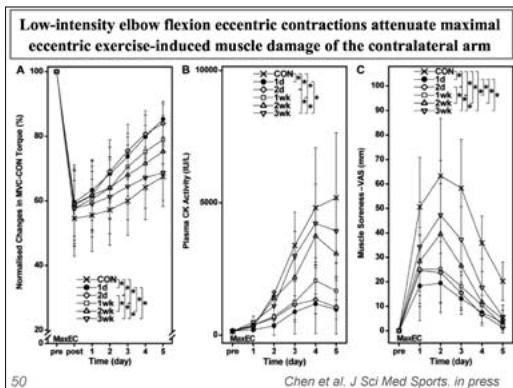 Low-intensity elbow flexion eccentric contractions attenuate maximal
eccentric exercise-induced muscle damage of the contralateral arm
A
Normalised Changes in MVC-CON
Torque (%)
100
80
60
40
20
0
CON
1d
2d
1wk
2wk
3wk
MaxEC
pre post 1 2 3 4 5
Time (day)
B
Plasma CK Activity (IU/L)
10000
5000
0
CON
1d
2d
1wk
2wk
3wk
MaxEC
pre 1 2 3 4 5
Time (day)
C
Muscle Soreness -VAS (mm)
100
90
80
70
60
50
40
30
20
10
0
CON
1d
2d
1wk
2wk
3wk
MaxEC
pre 1 2 3 4 5
Time (day)
50
Chen et al. J Sci Med Sports. in press